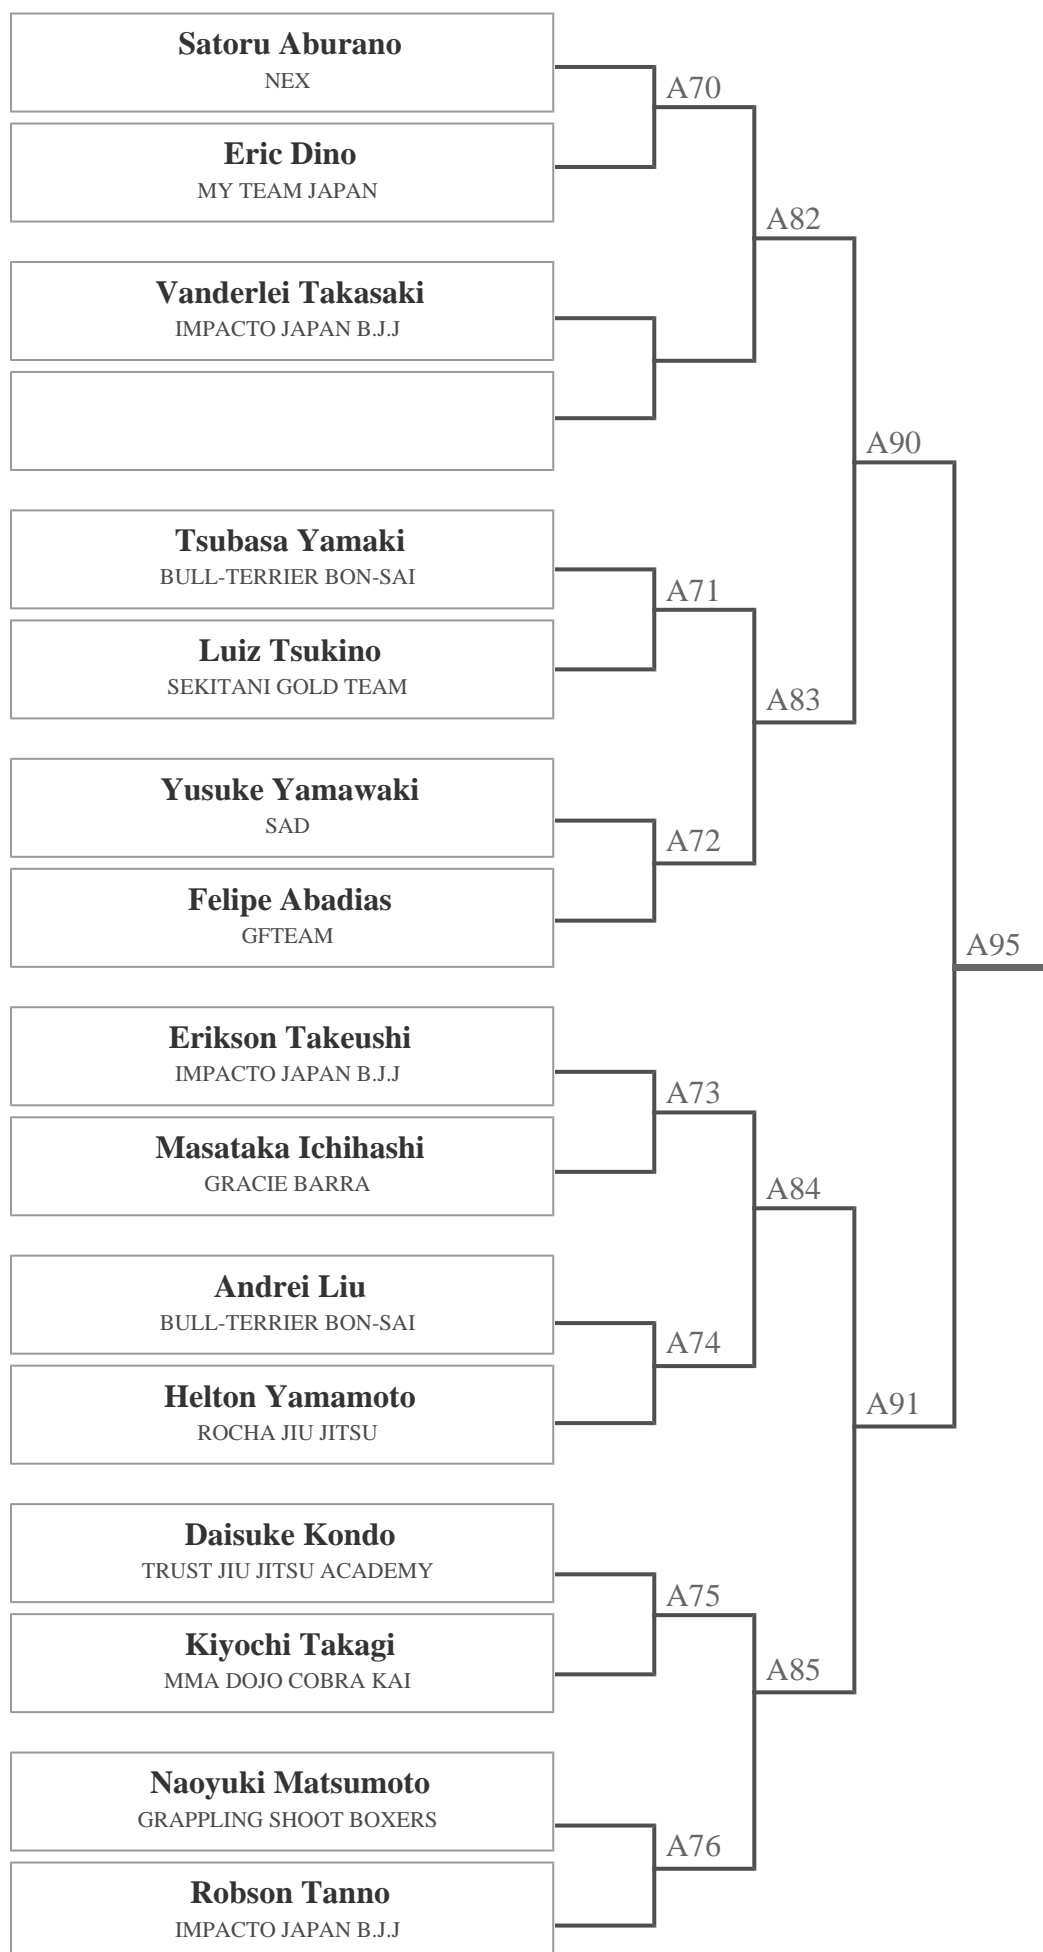 Satoru Aburano
NEX
A70
Eric Dino
MY TEAM JAPAN
A82
Vanderlei Takasaki
IMPACTO JAPAN B.J.J
A90
Tsubasa Yamaki
BULL-TERRIER BON-SAI
A71
Luiz Tsukino
SEKITANI GOLD TEAM
A83
Yusuke Yamawaki
SAD
A72
Felipe Abadias
GFTEAM
A95
Erikson Takeushi
IMPACTO JAPAN B.J.J
A73
Masataka Ichihashi
GRACIE BARRA
A84
Andrei Liu
BULL-TERRIER BON-SAI
A74
Helton Yamamoto
ROCHA JIU JITSU
A91
Daisuke Kondo
TRUST JIU JITSU ACADEMY
A75
Kiyochi Takagi
MMA DOJO COBRA KAI
A85
Naoyuki Matsumoto
GRAPPLING SHOOT BOXERS
A76
Robson Tanno
IMPACTO JAPAN B.J.J